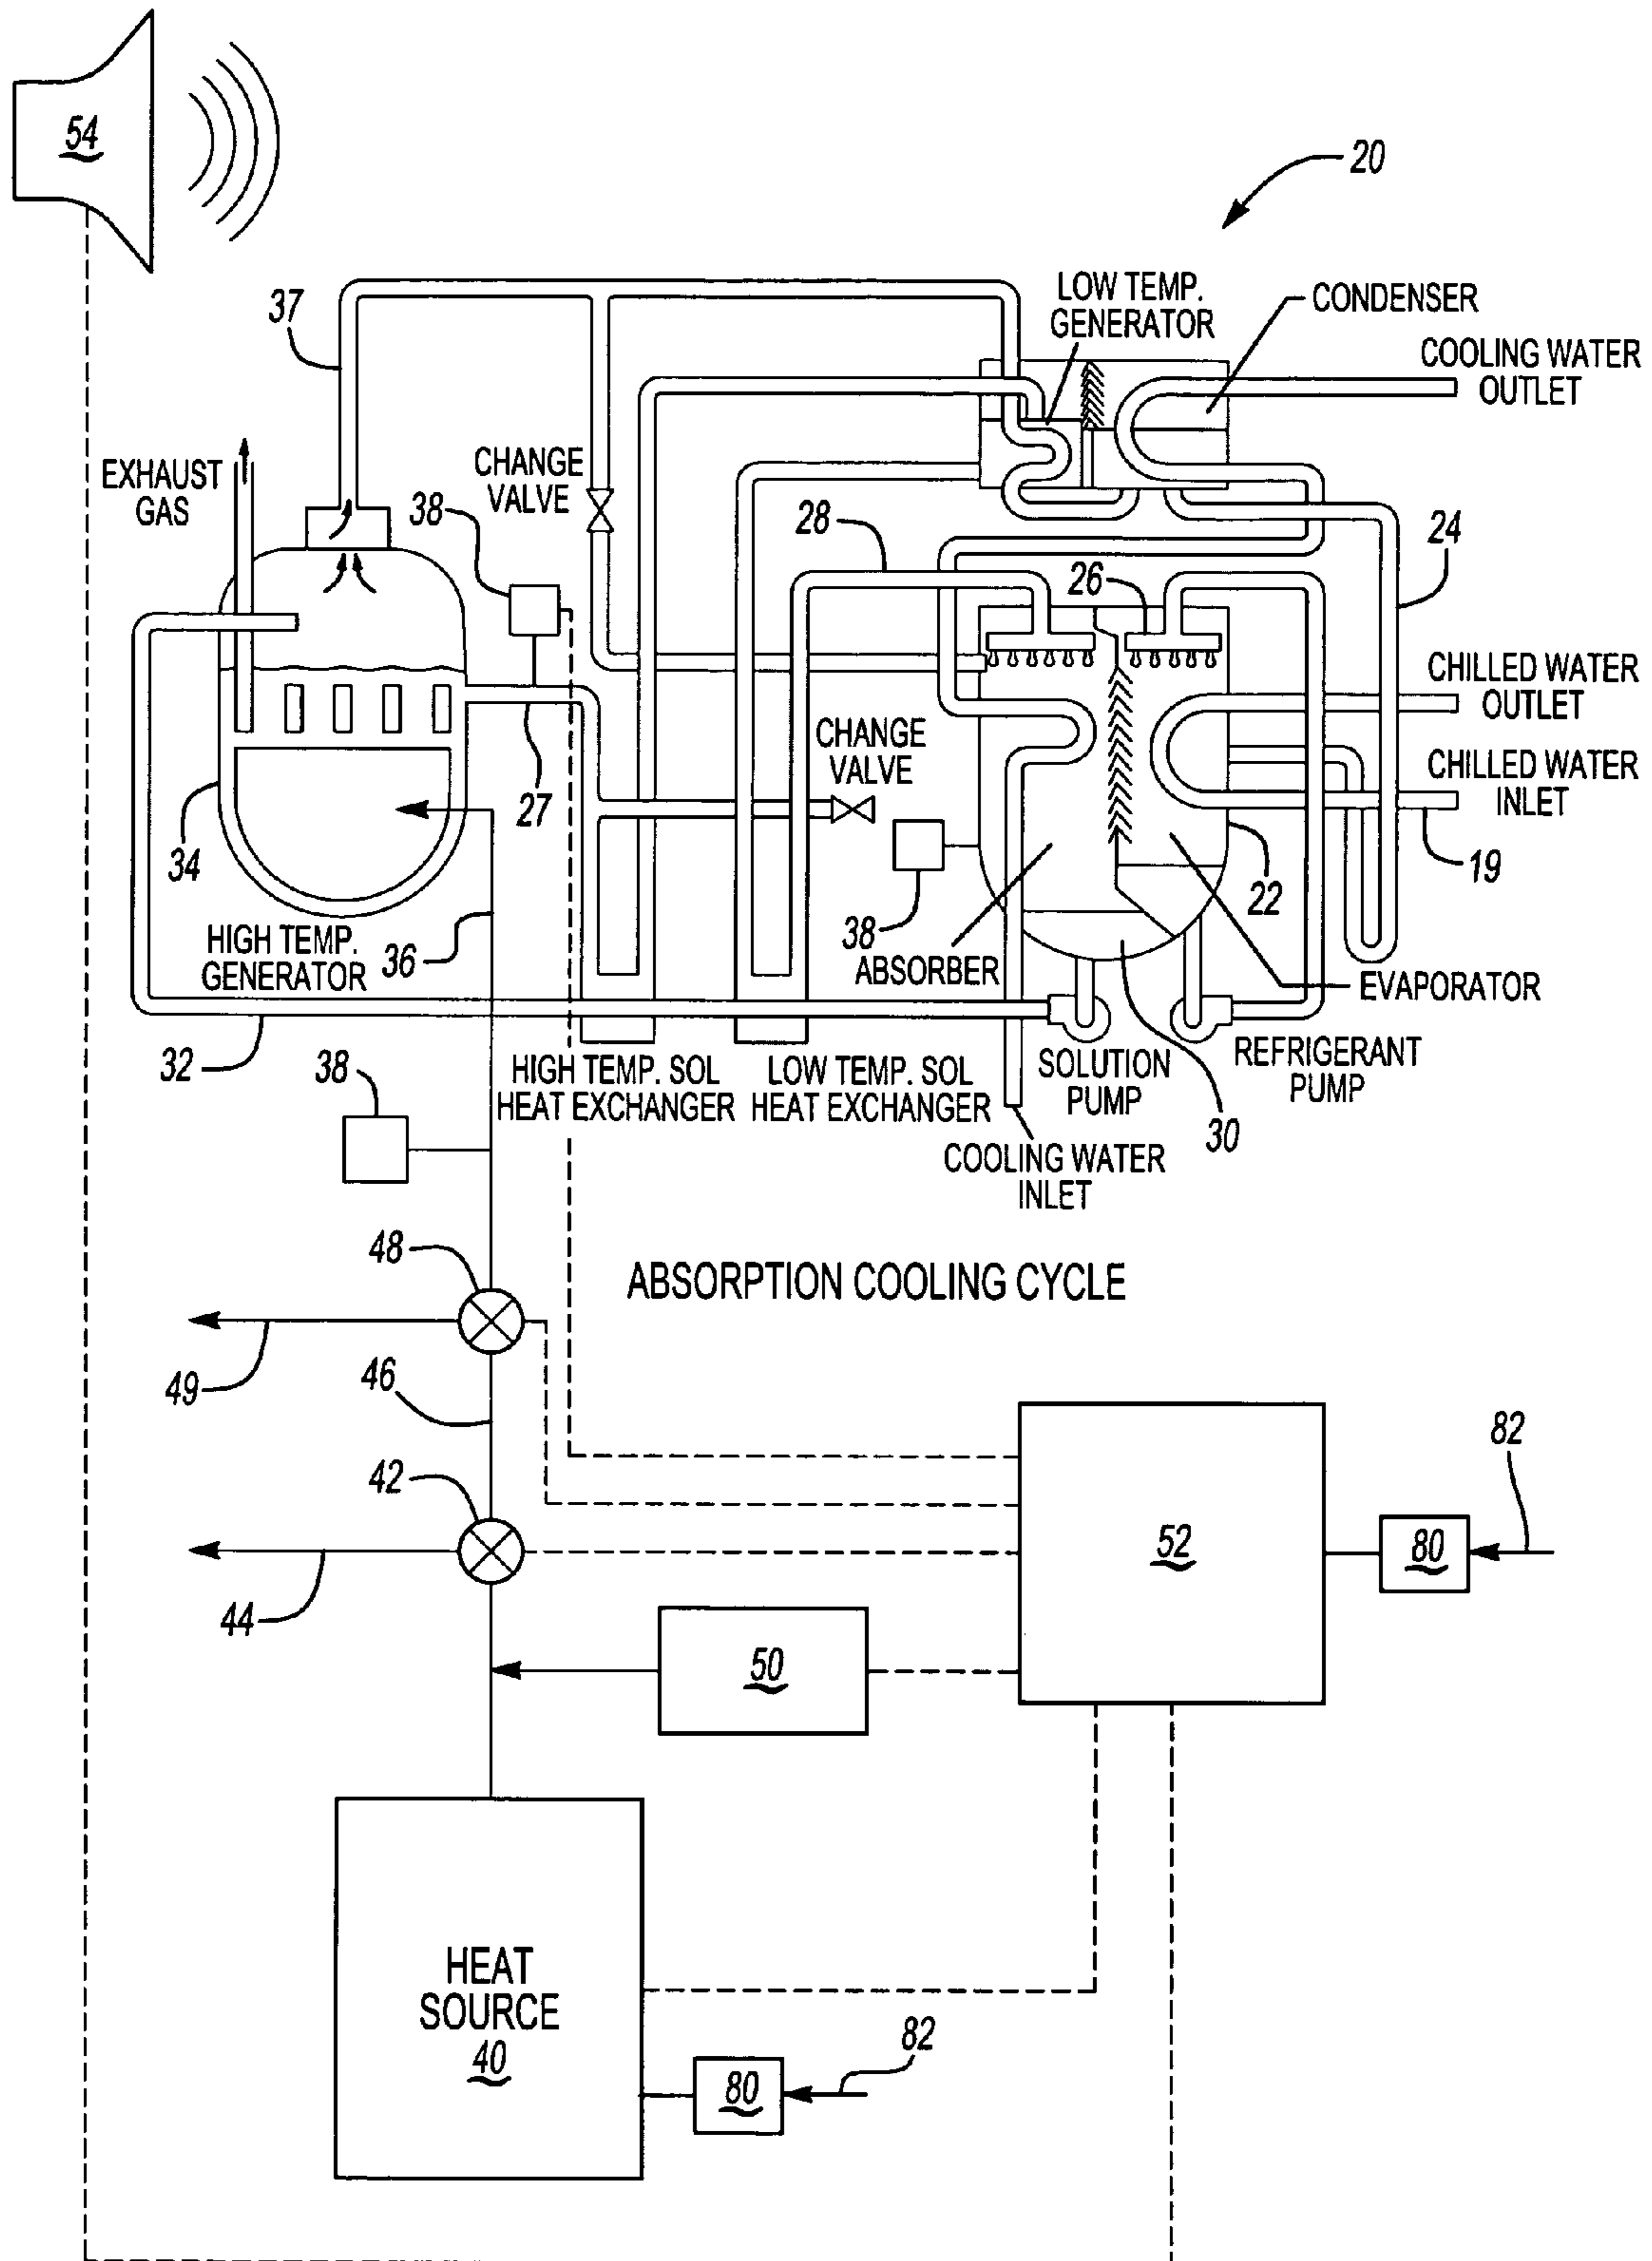 54
20
37
LOW TEMP.
GENERATOR
CONDENSER
COOLING WATER
OUTLET
EXHAUST
GAS
CHANGE
VALVE
38
28
26
24
CHILLED WATER
OUTLET
CHANGE
VALVE
CHILLED WATER
INLET
27
34
19
22
HIGH TEMP.
GENERATOR
36
38
ABSORBER
EVAPORATOR
32
38
HIGH TEMP. SOL
HEAT EXCHANGER
LOW TEMP. SOL
HEAT EXCHANGER
SOLUTION
PUMP
REFRIGERANT
PUMP
30
COOLING WATER
INLET
48
ABSORPTION COOLING CYCLE
49
46
42
82
52
80
44
50
HEAT
SOURCE
40
82
80